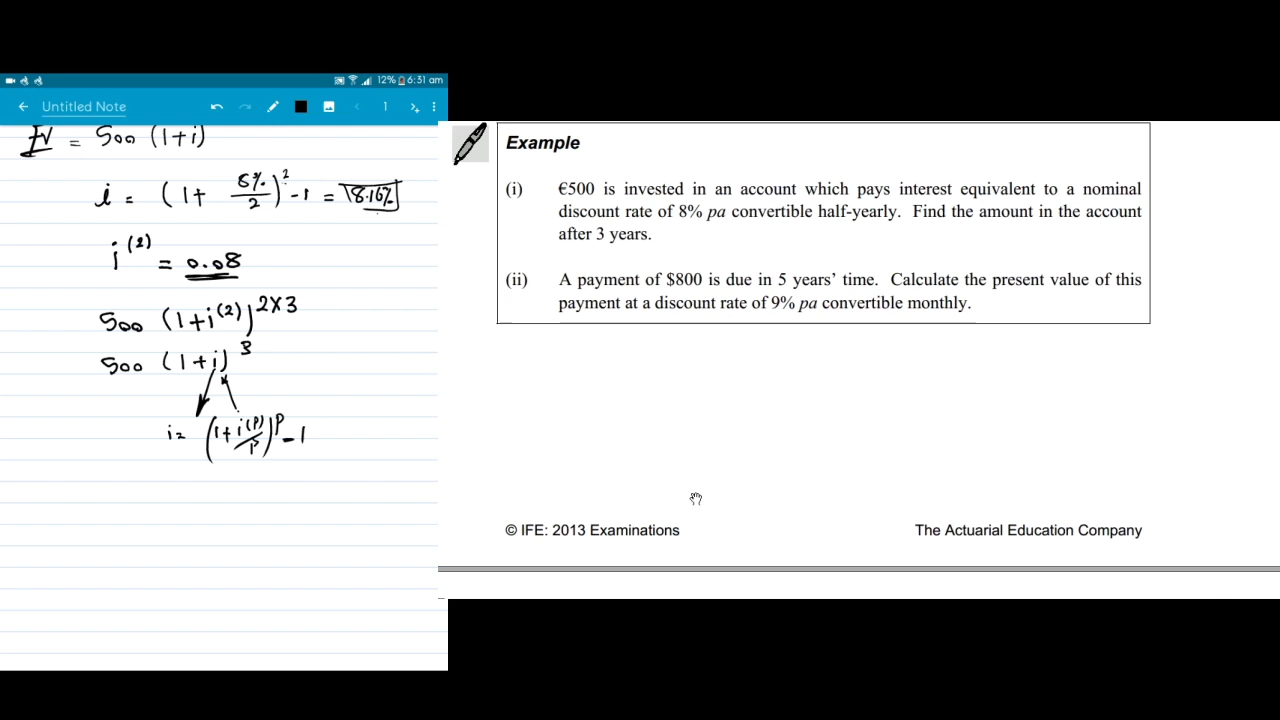 12% 6:31 am
Untitled Note
1
FV = 500 (1+i)
i = (1+ 8%/2)^2 -1 = 8.16%
i^(2) = 0.08
500 (1+i^(2))^2×3
500 (1+i)^3
i= (1+i^(P)/P)^P -1
Example
(i) €500 is invested in an account which pays interest equivalent to a nominal
discount rate of 8% pa convertible half-yearly. Find the amount in the account
after 3 years.
(ii) A payment of $800 is due in 5 years’ time. Calculate the present value of this
payment at a discount rate of 9% pa convertible monthly.
© IFE: 2013 Examinations The Actuarial Education Company